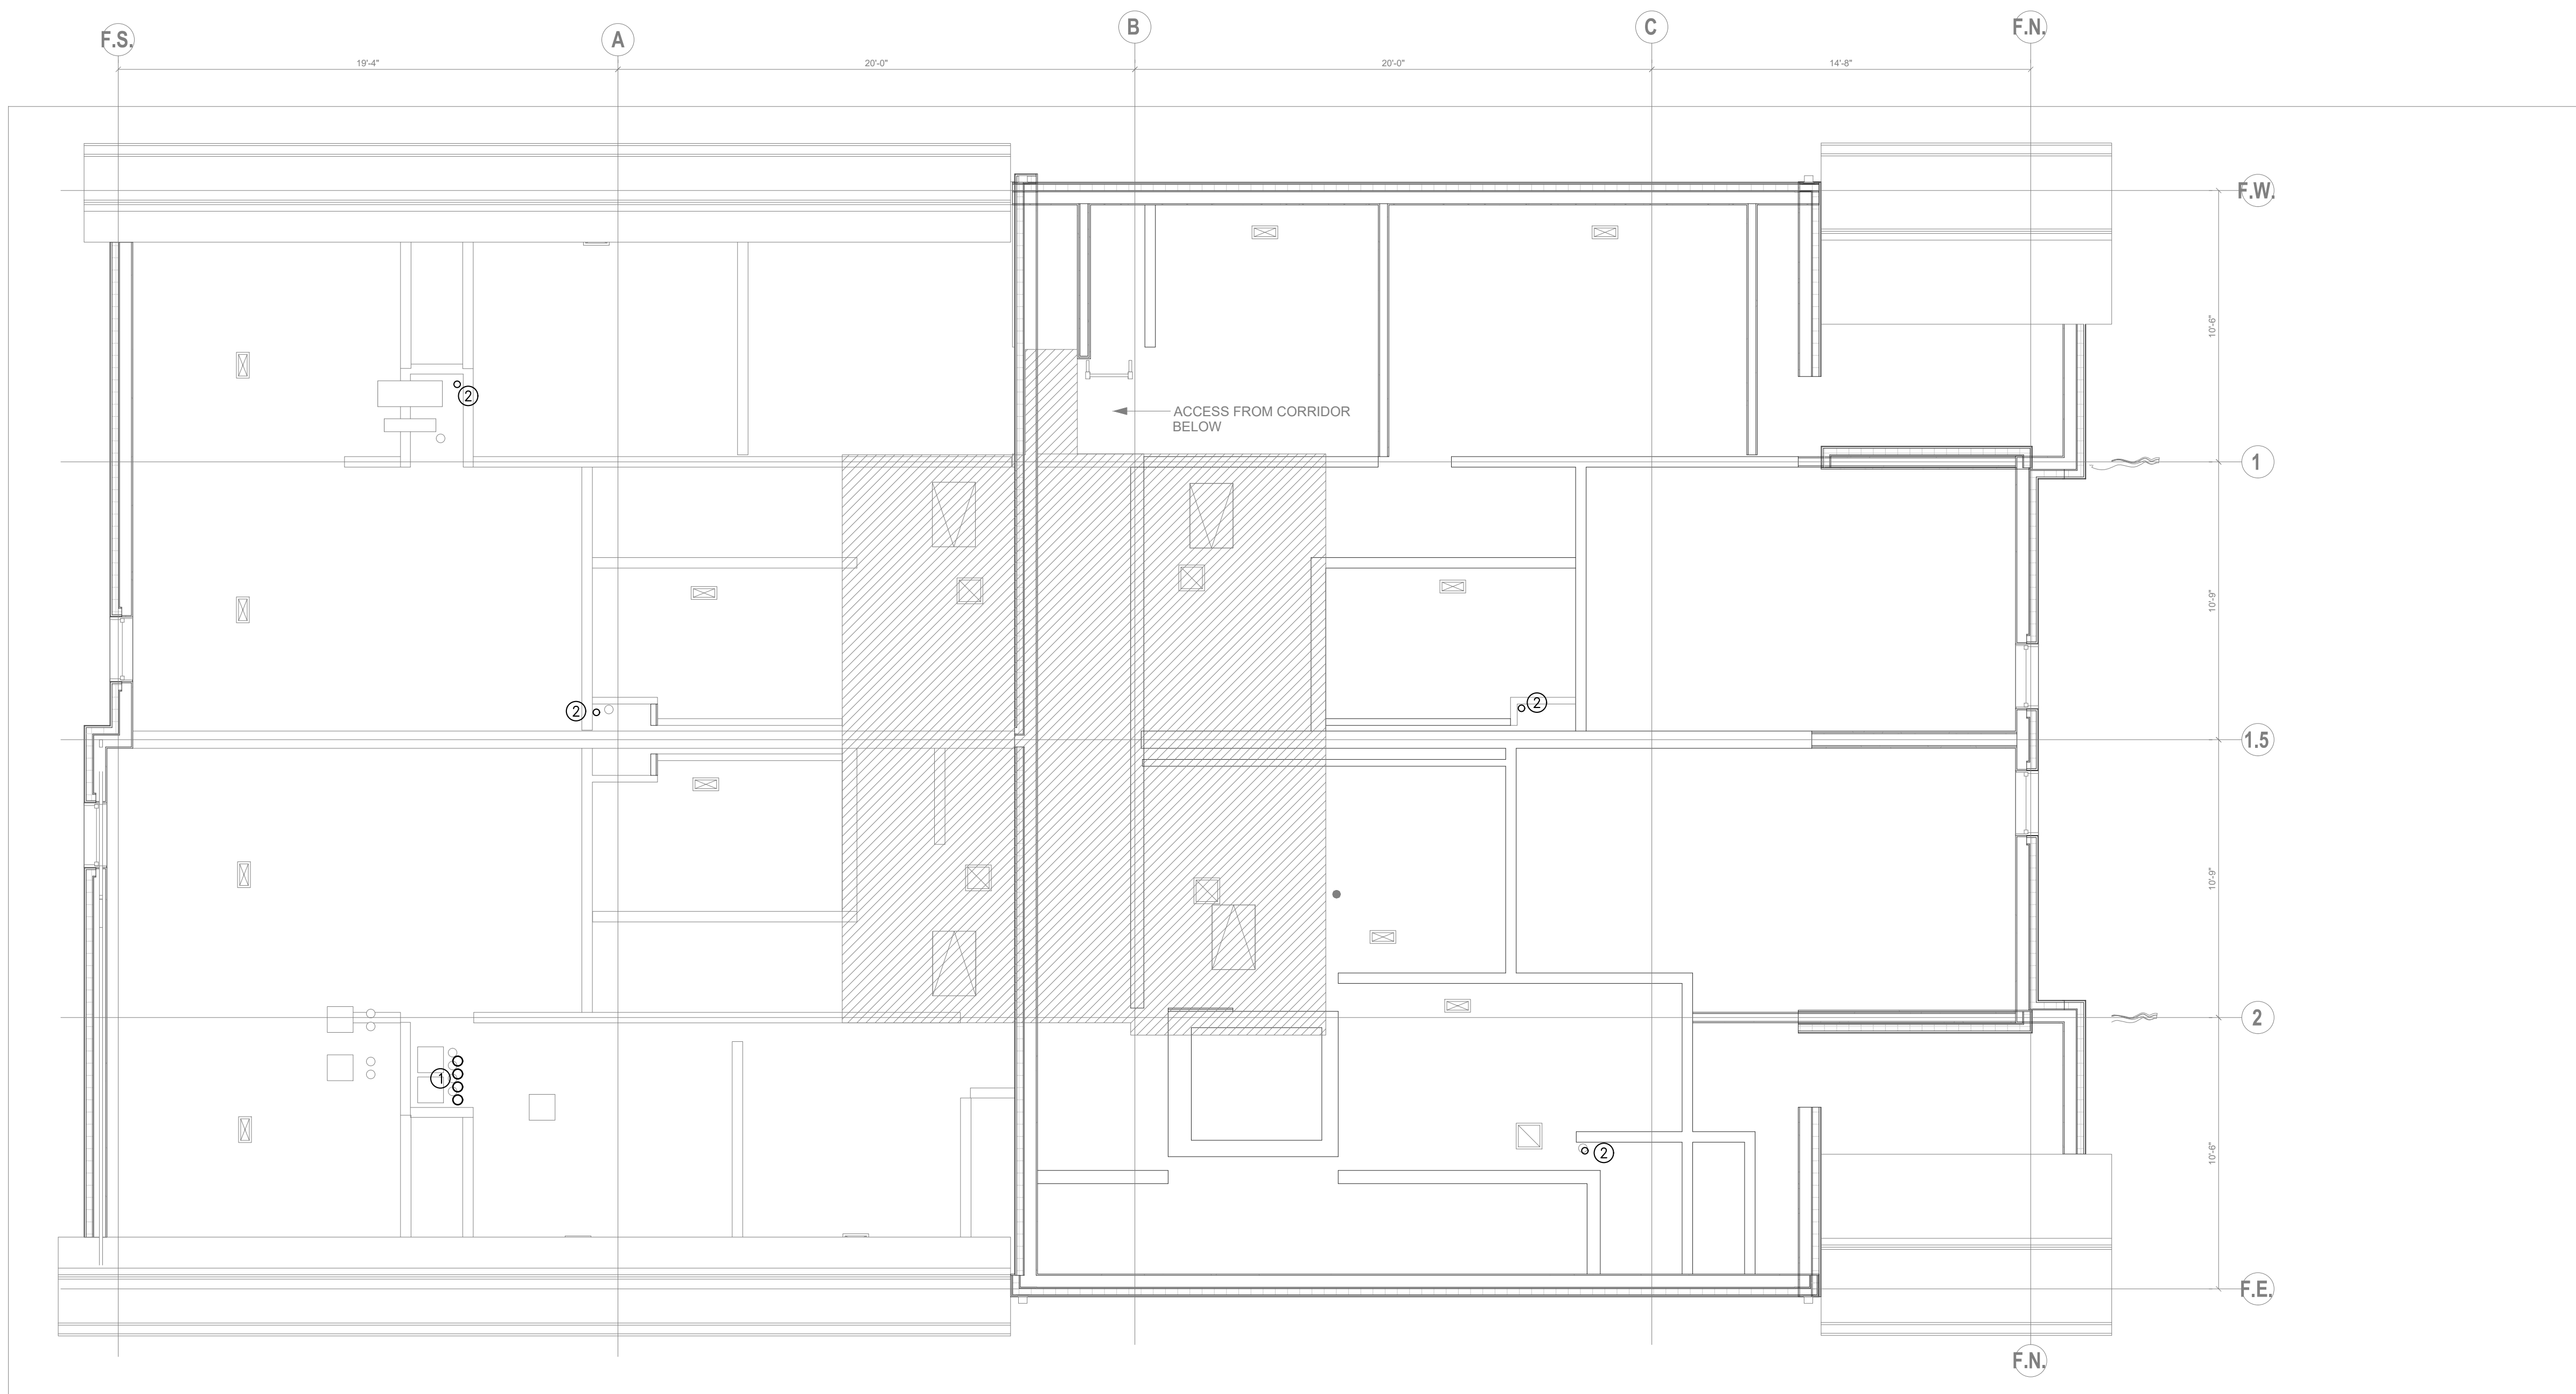 F.S.
A
B
C
F.N.
19'-4"
20'-0"
20'-0"
14'-8"
F.W.
10'-6"
2
ACCESS FROM CORRIDOR
BELOW
1
10'-9"
2
2
1.5
10'-9"
2
1
2
10'-6"
F.E.
F.N.